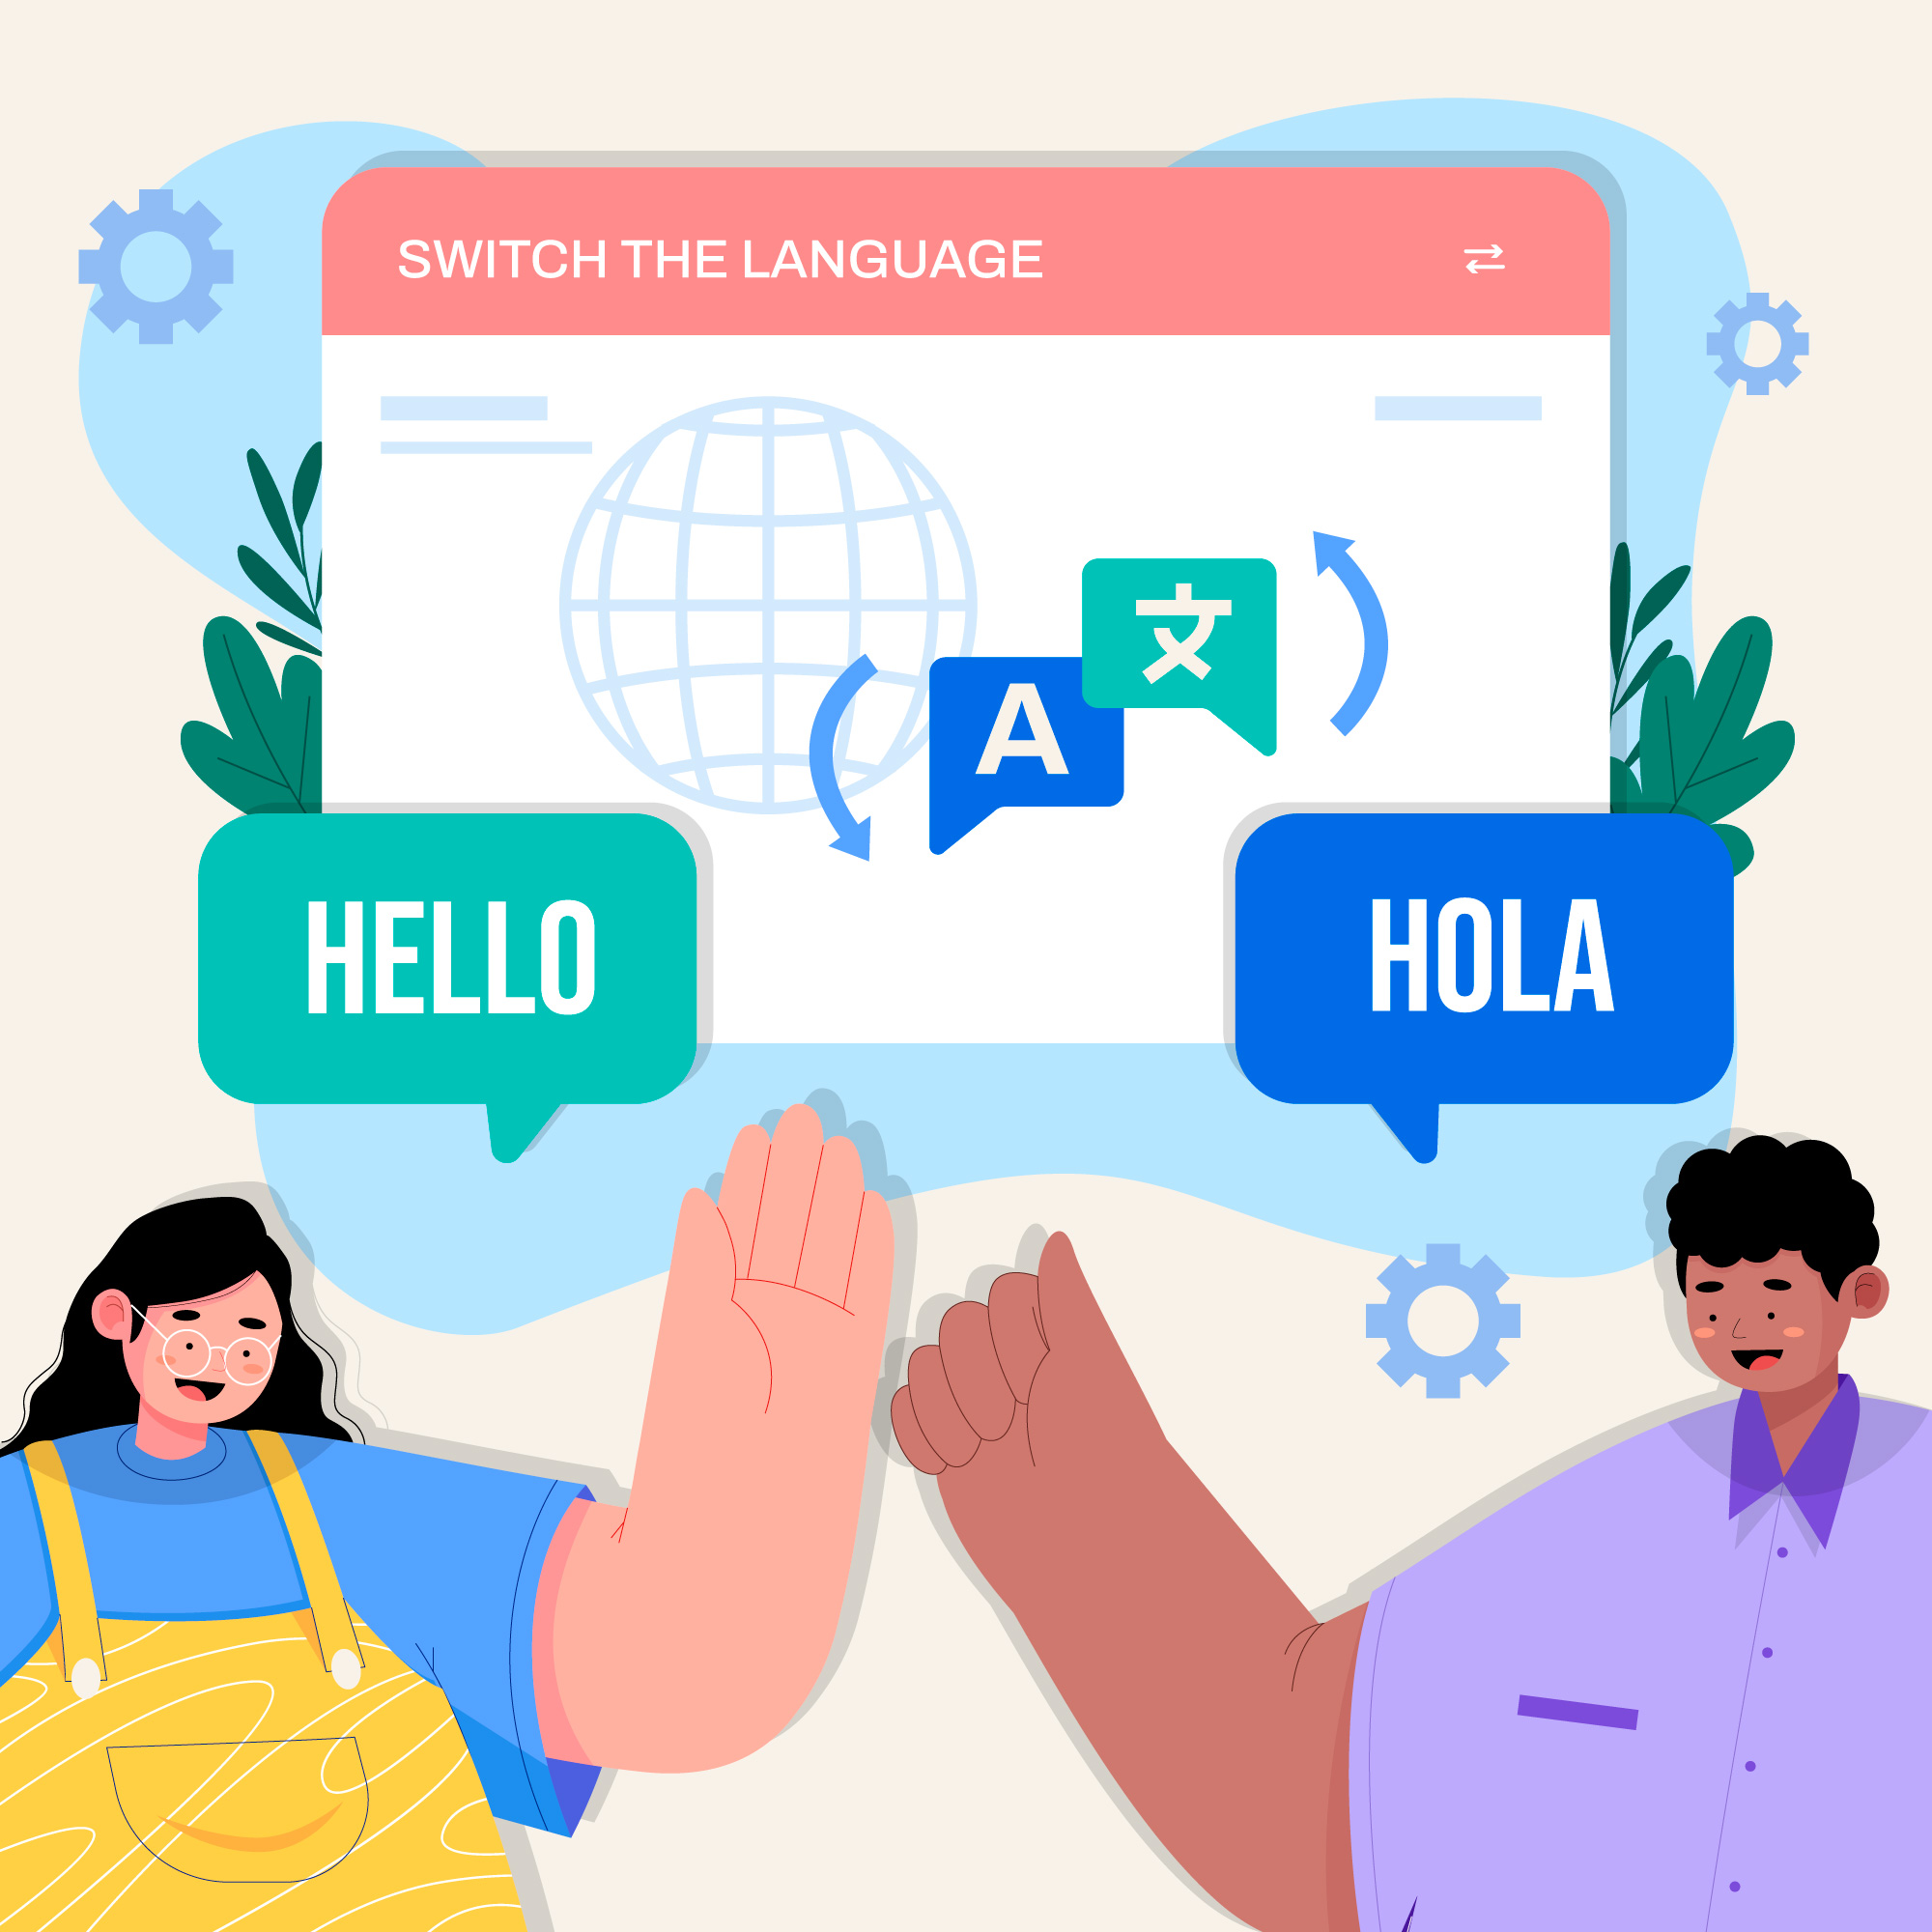 SWITCH THE LANGUAGE
文
A
HELLO
HOLA